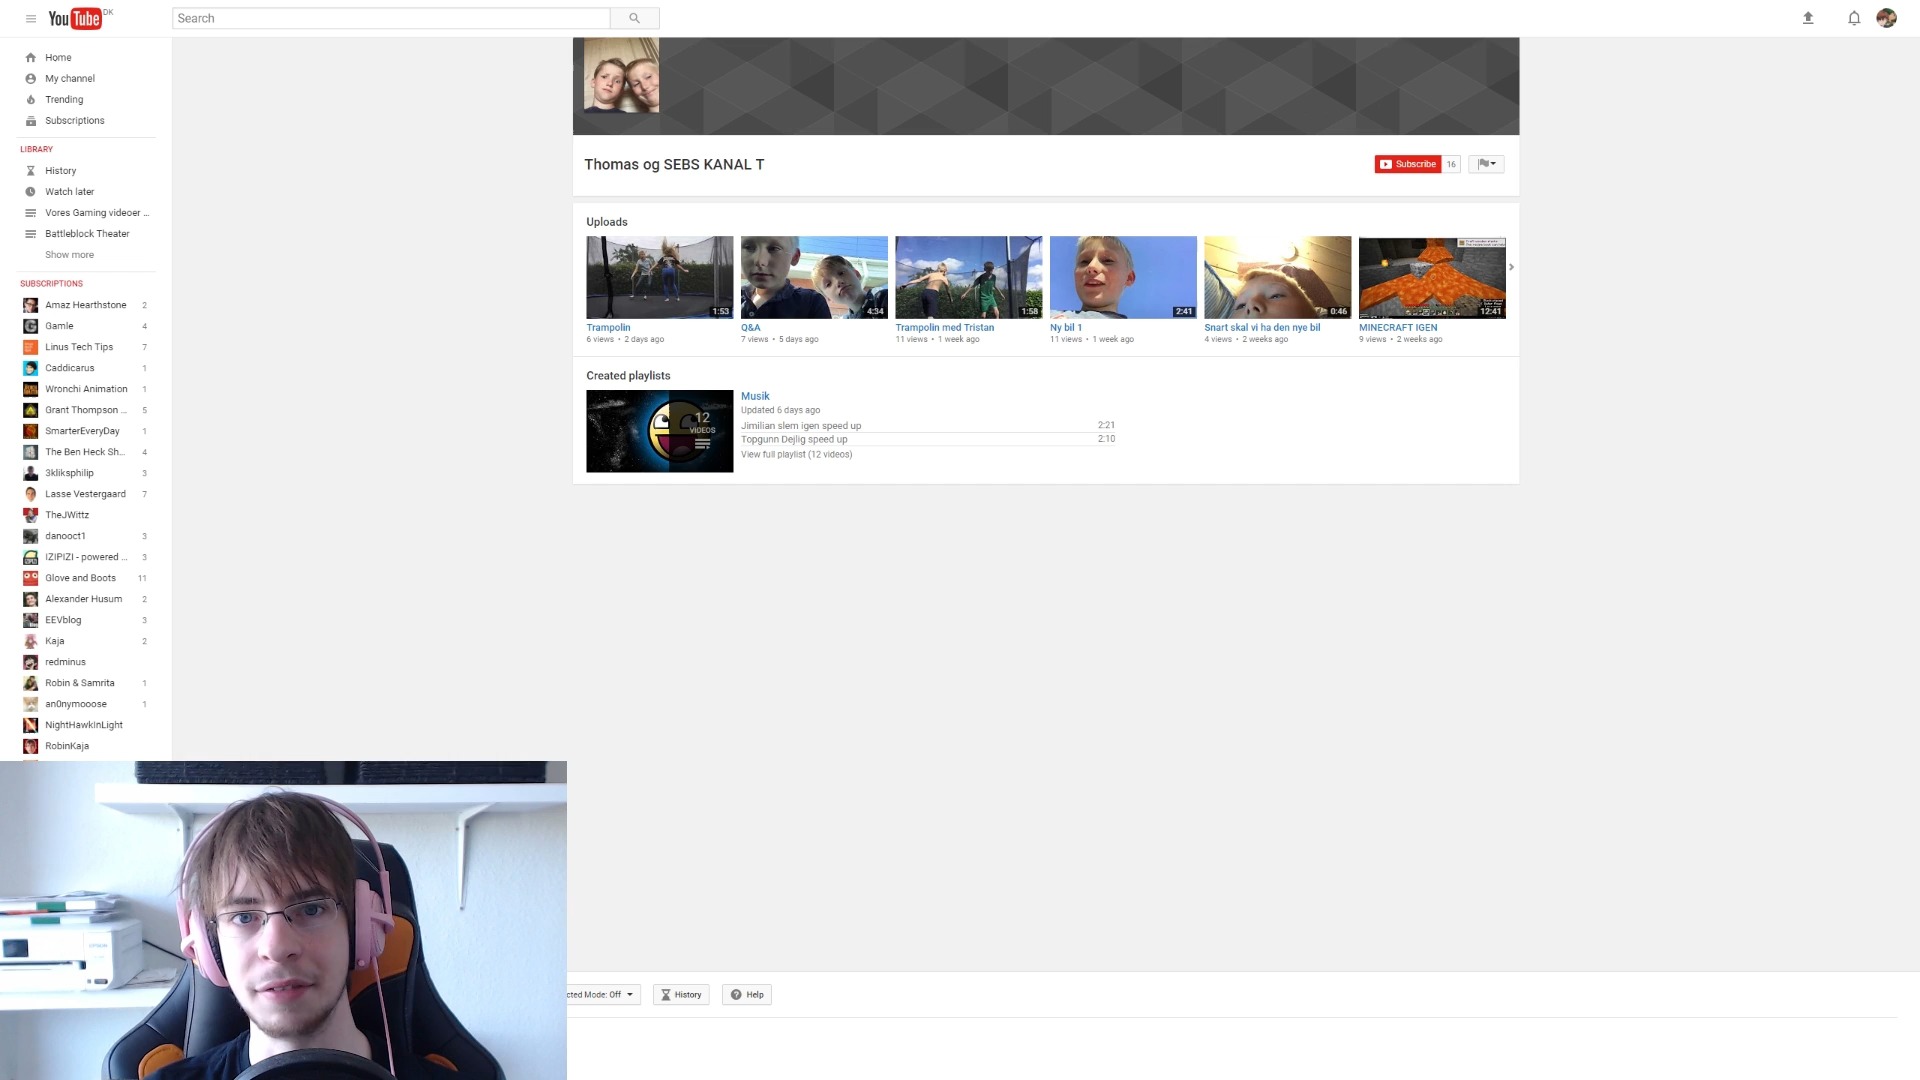 YouTube DK
Search
Home
My channel
Trending
Subscriptions
LIBRARY
History
Watch later
Vores Gaming videoer ...
Battleblock Theater
Show more
SUBSCRIPTIONS
Amaz Hearthstone 2
Gamle 4
Linus Tech Tips 7
Caddicarus 1
Wronchi Animation 1
Grant Thompson ... 5
SmarterEveryDay 1
The Ben Heck Sh... 4
3kliksphilip 3
Lasse Vestergaard 7
TheJWittz
danooct1 3
IZIPIZI - powered ... 3
Glove and Boots 11
Alexander Husum 2
EEVblog 3
Kaja 2
redminus
Robin & Samrita 1
an0nymooose 1
NightHawkInLight
RobinKaja
Thomas og SEBS KANAL T
Subscribe 16
Uploads
1:53
4:34
1:58
2:41
0:46
12:41
Trampolin
6 views • 2 days ago
Q&A
7 views • 5 days ago
Trampolin med Tristan
11 views • 1 week ago
Ny bil 1
11 views • 1 week ago
Snart skal vi ha den nye bil
4 views • 2 weeks ago
MINECRAFT IGEN
9 views • 2 weeks ago
Created playlists
12
VIDEOS
Musik
Updated 6 days ago
Jimilian slem igen speed up 2:21
Topgunn Dejlig speed up 2:10
View full playlist (12 videos)
EPSON
cted Mode: Off
History
Help